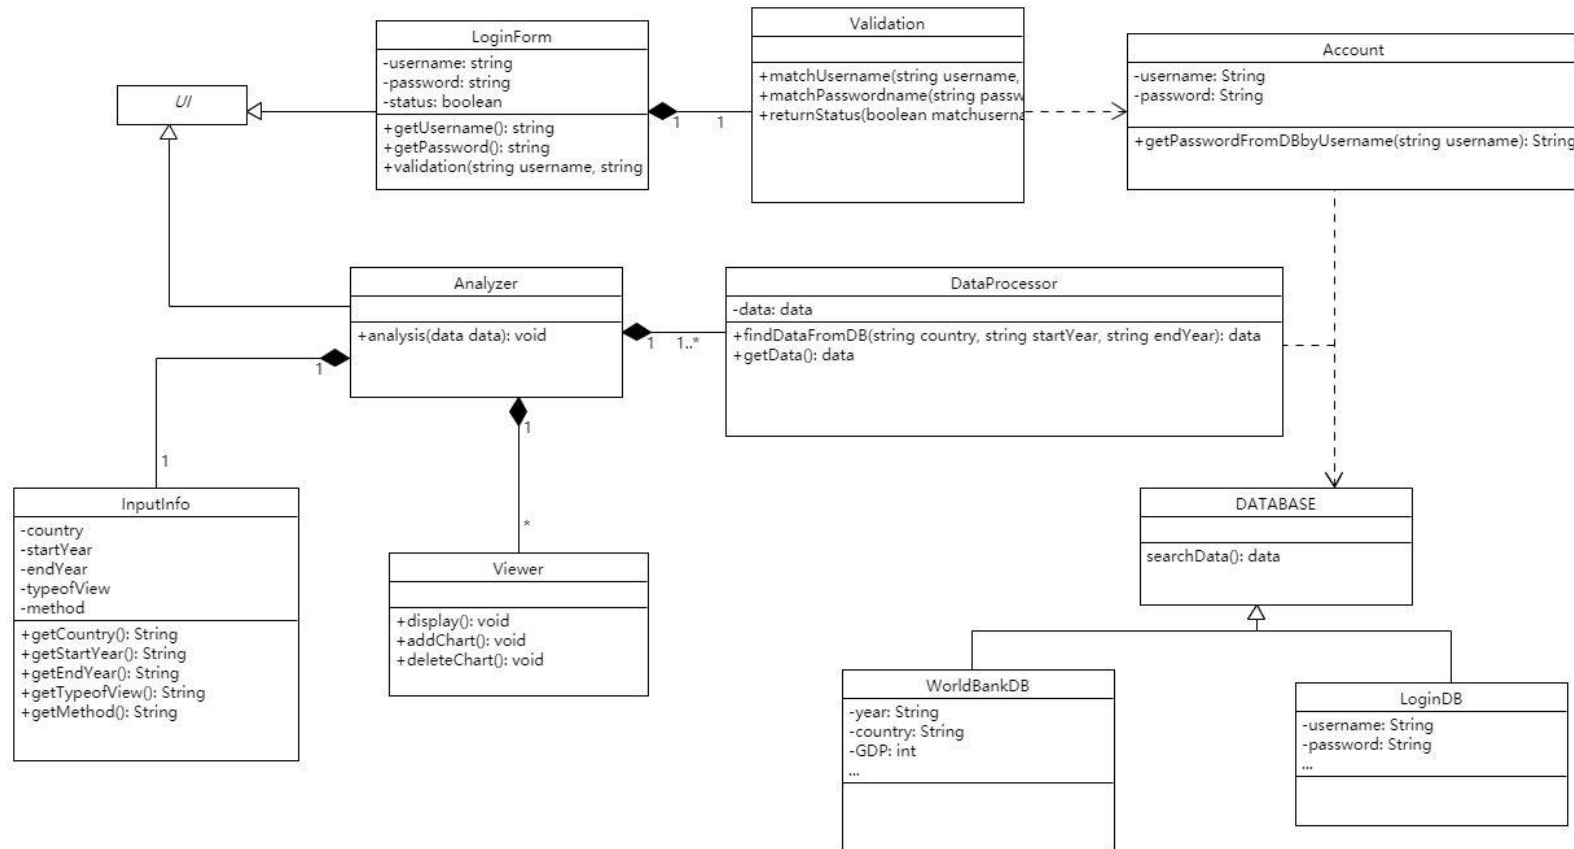 UI
LoginForm
-username: string
-password: string
-status: boolean
+getUsername(): string
+getPassword(): string
+validation(string username, string
1
1
Validation
+matchUsername(string username,
+matchPasswordname(string passw
+returnStatus(boolean matchuserna
Account
-username: String
-password: String
+getPasswordFromDBbyUsername(string username): String
Analyzer
+analysis(data data): void
1
1..*
1
1
1
*
DataProcessor
-data: data
+findDataFromDB(string country, string startYear, string endYear): data
+getData(): data
InputInfo
-country
-startYear
-endYear
-typeofView
-method
+getCountry(): String
+getStartYear(): String
+getEndYear(): String
+getTypeofView(): String
+getMethod(): String
Viewer
+display(): void
+addChart(): void
+deleteChart(): void
DATABASE
searchData(): data
WorldBankDB
-year: String
-country: String
-GDP: int
...
LoginDB
-username: String
-password: String
...